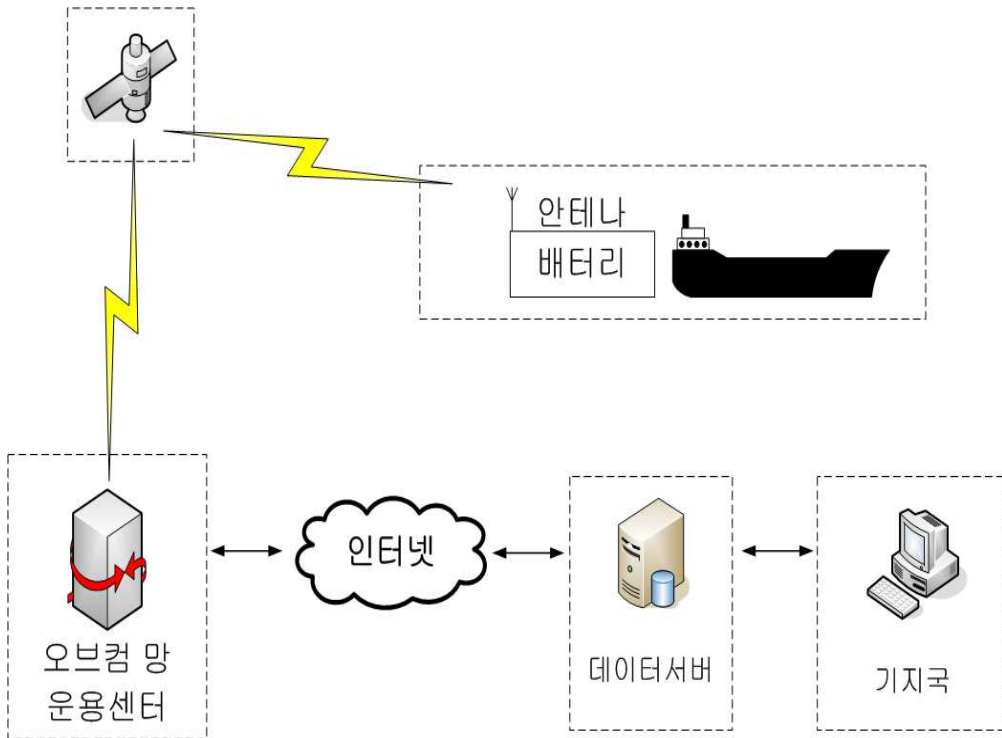 안테나
배터리
오브컴 망
운용센터
인터넷
데이터서버
기지국